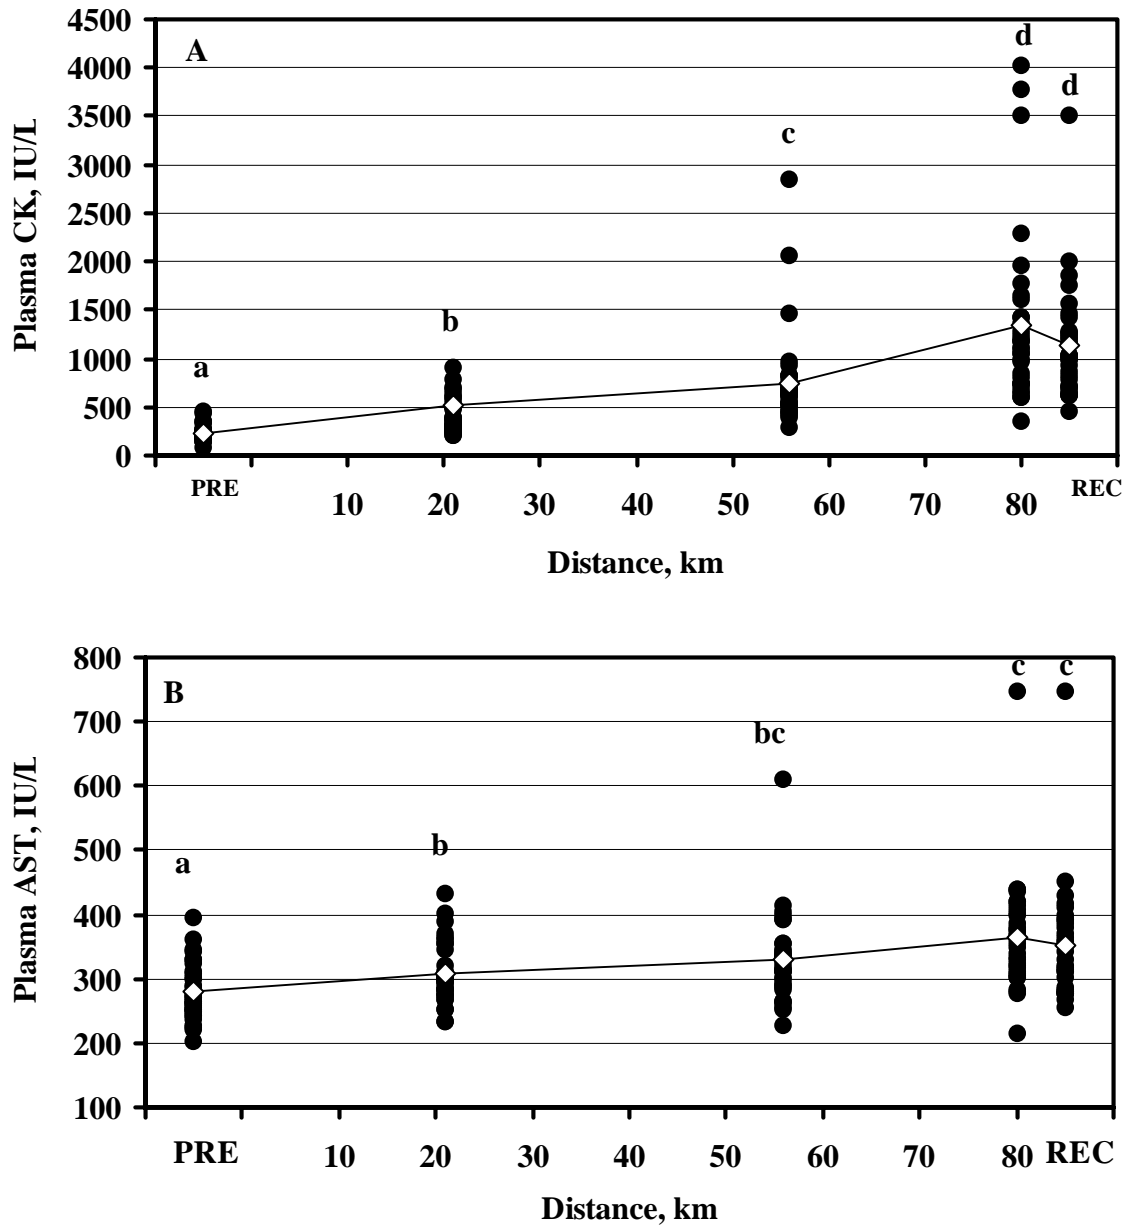 4500
A
d
4000
d
3500
c
3000
Plasma CK, IU/L
2500
2000
b
1500
a
1000
500
0
PRE 10 20 30 40 50 60 70 80 REC
Distance, km
800
B
c c
700
bc
600
Plasma AST, IU/L
b
500
a
400
300
200
100
PRE 10 20 30 40 50 60 70 80 REC
Distance, km